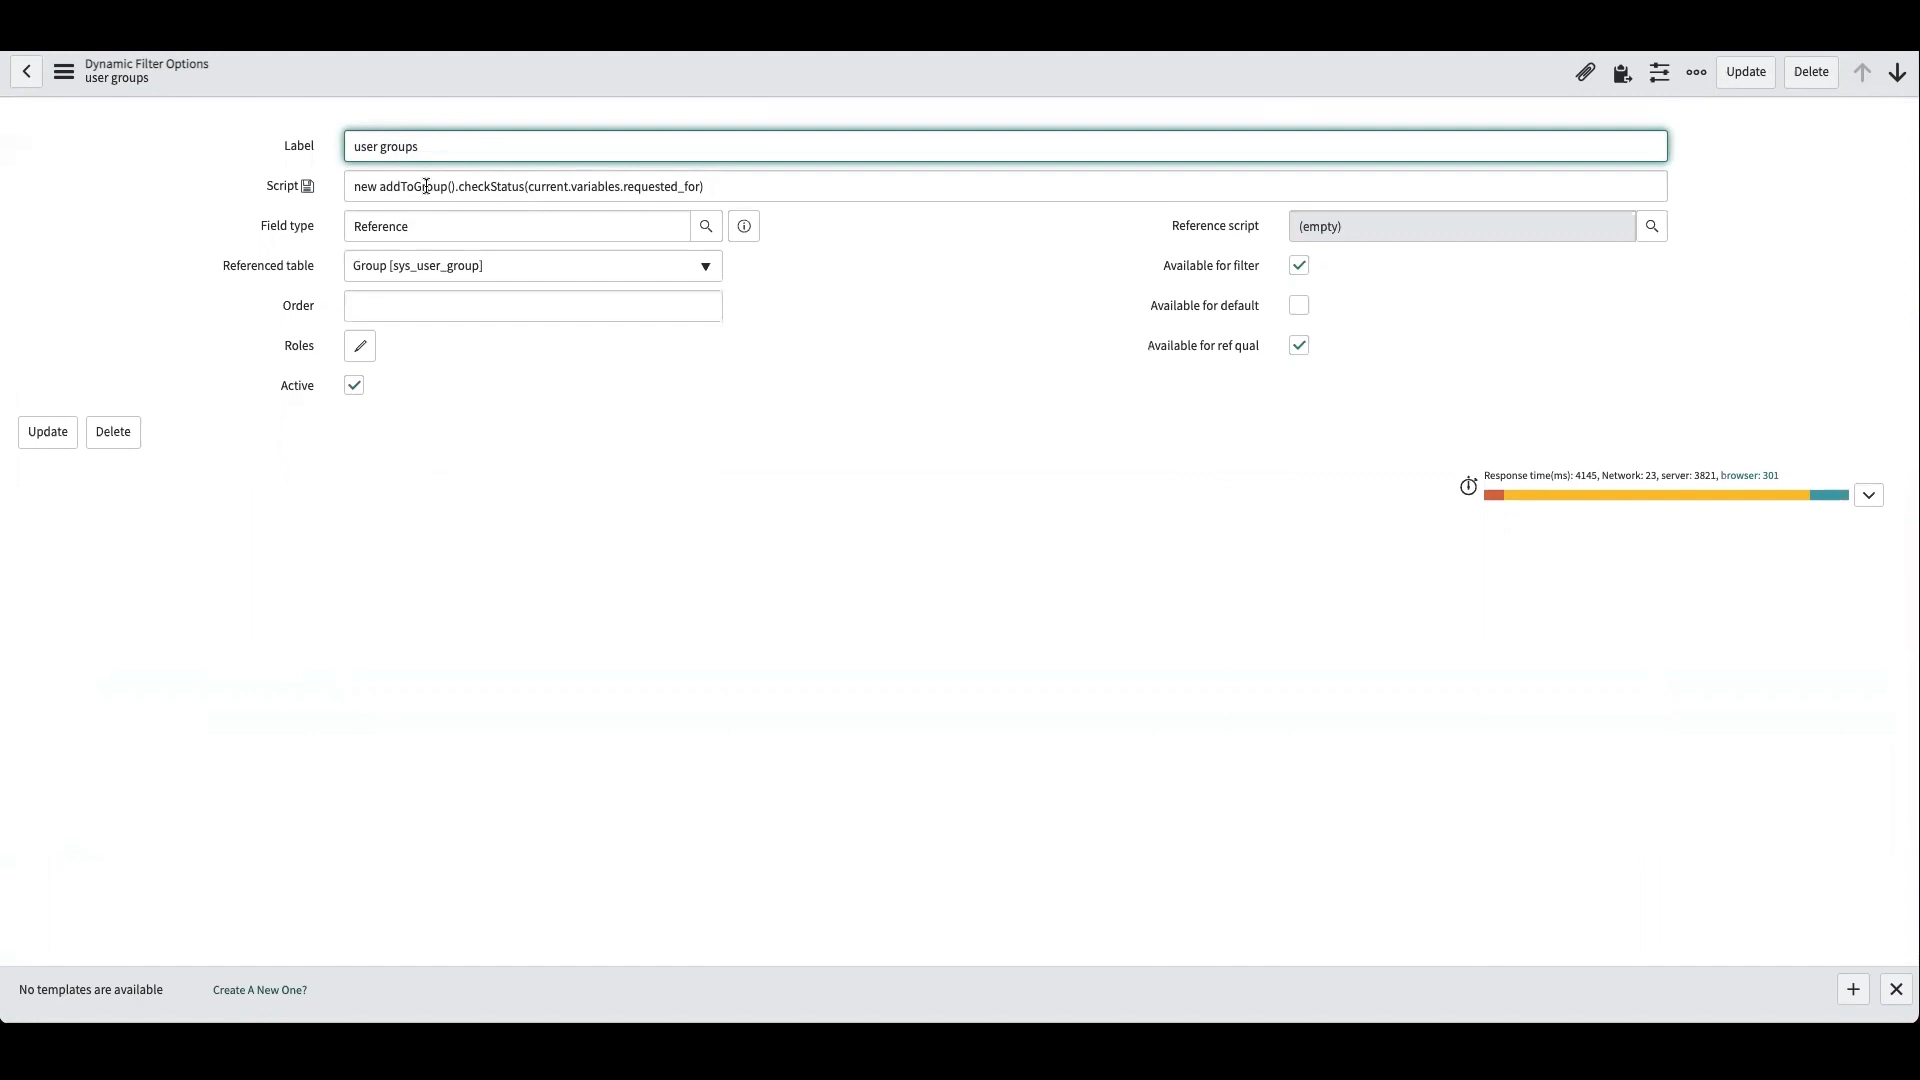 Dynamic Filter Options
user groups
Update
Delete
Label
user groups
Script
new addToGroup().checkStatus(current.variables.requested_for)
Field type
Reference
Reference script
(empty)
Referenced table
Group [sys_user_group]
Available for filter
Order
Available for default
Roles
Available for ref qual
Active
Update
Delete
Response time(ms): 4145, Network: 23, server: 3821, browser: 301
No templates are available
Create A New One?